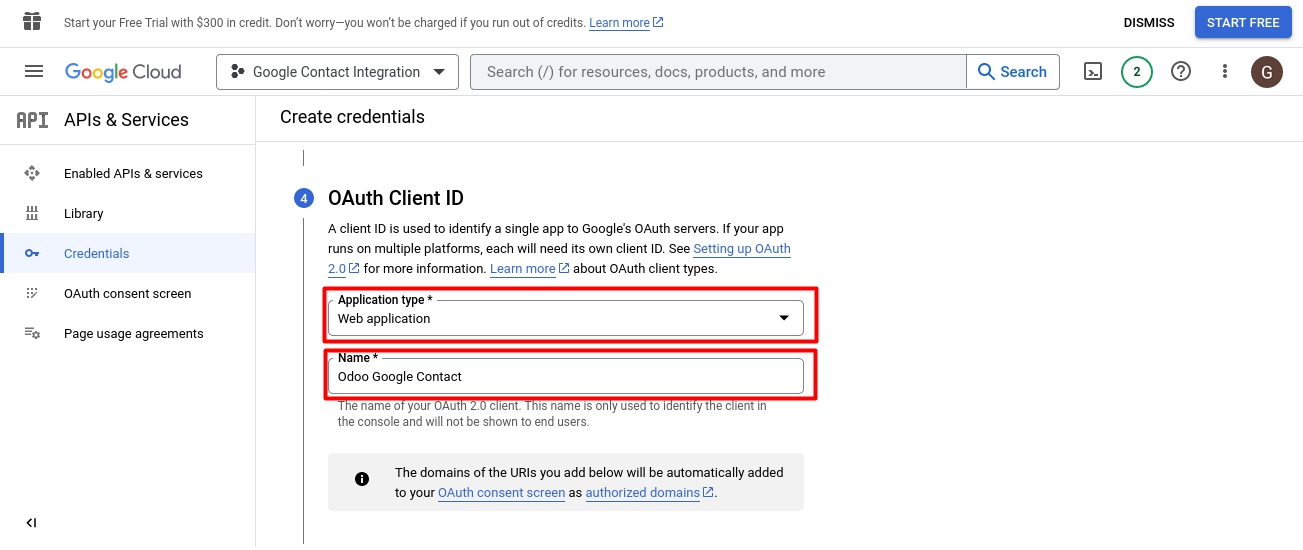 Start your Free Trial with $300 in credit. Don’t worry—you won’t be charged if you run out of credits. Learn more
DISMISS
START FREE
Google Cloud
Google Contact Integration
Search (/) for resources, docs, products, and more
Search
2
G
API
APIs & Services
Create credentials
Enabled APIs & services
Library
Credentials
OAuth consent screen
Page usage agreements
4
OAuth Client ID
A client ID is used to identify a single app to Google's OAuth servers. If your app
runs on multiple platforms, each will need its own client ID. See Setting up OAuth
2.0 for more information. Learn more about OAuth client types.
Application type *
Web application
Name *
Odoo Google Contact
The name of your OAuth 2.0 client. This name is only used to identify the client in
the console and will not be shown to end users.
The domains of the URIs you add below will be automatically added
to your OAuth consent screen as authorized domains.